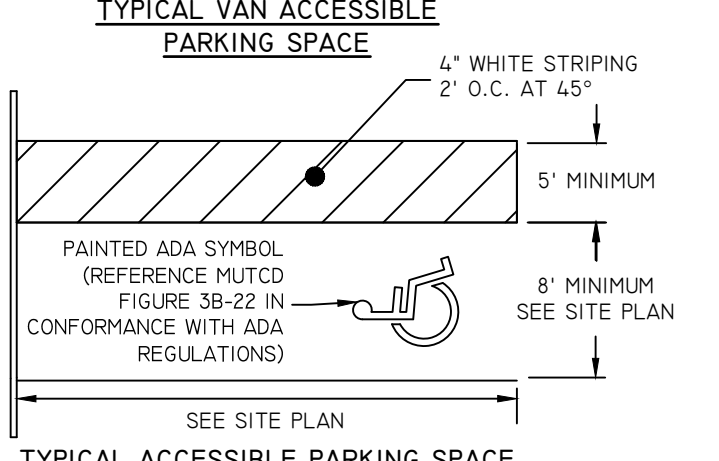 TYPICAL VAN ACCESSIBLE
PARKING SPACE
4" WHITE STRIPING
2' O.C. AT 45°
5' MINIMUM
PAINTED ADA SYMBOL
(REFERENCE MUTCD
FIGURE 3B-22 IN
CONFORMANCE WITH ADA
REGULATIONS)
8' MINIMUM
SEE SITE PLAN
SEE SITE PLAN
TYPICAL ACCESSIBLE PARKING SPACE